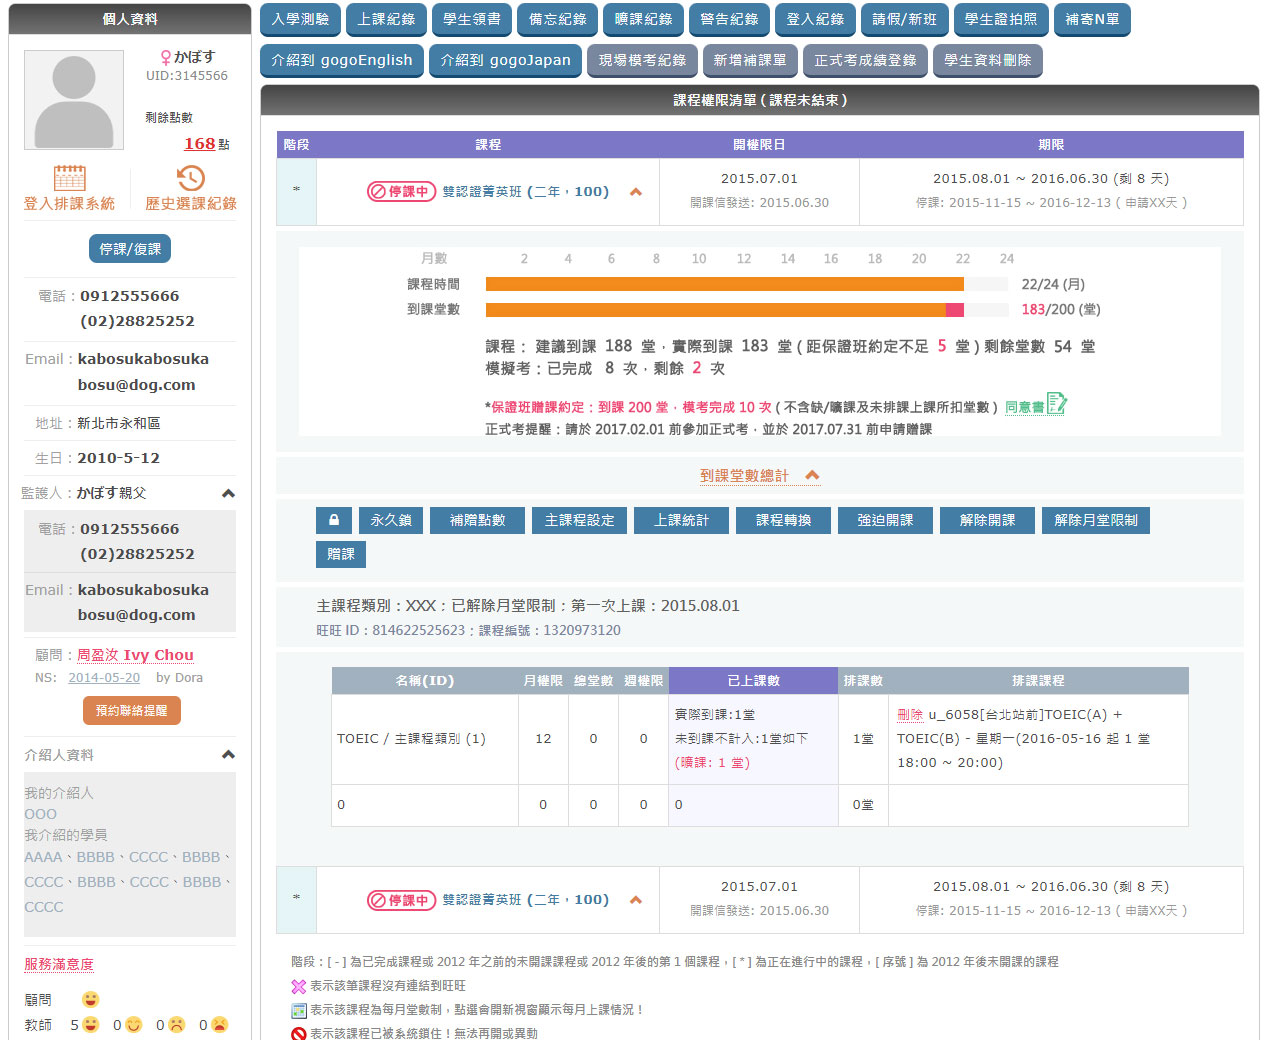 個人資料
かぼす
UID:3145566
剩餘點數
168 點
登入排課系統
歷史選課紀錄
停課/復課
電話：0912555666
(02)28825252
Email：kabosukabosuka
bosu@dog.com
地址：新北市永和區
生日：2010-5-12
監護人：かぼす親父
電話：0912555666
(02)28825252
Email：kabosukabosuka
bosu@dog.com
顧問：周盈汝 Ivy Chou
NS: 2014-05-20 by Dora
預約聯絡提醒
介紹人資料
我的介紹人
OOO
我介紹的學員
AAAA、BBBB、CCCC、BBBB、
CCCC、BBBB、CCCC、BBBB、
CCCC
服務滿意度
顧問
教師 5 0 0 0
入學測驗 上課紀錄 學生領書 備忘紀錄 曠課紀錄 警告紀錄 登入紀錄 請假/新班 學生證拍照 補寄N單
介紹到 gogoEnglish 介紹到 gogoJapan 現場模考紀錄 新增補課單 正式考成績登錄 學生資料刪除
課程權限清單 ( 課程未結束 )
階段 課程 開權限日 期限
* 停課中 雙認證菁英班 (二年，100) 2015.07.01 2015.08.01 ~ 2016.06.30 (剩 8 天)
開課信發送: 2015.06.30 停課: 2015-11-15 ~ 2016-12-13 ( 申請XX天 )
月數 2 4 6 8 10 12 14 16 18 20 22 24
課程時間 22/24 (月)
到課堂數 183/200 (堂)
課程： 建議到課 188 堂，實際到課 183 堂 ( 距保證班約定不足 5 堂 ) 剩餘堂數 54 堂
模擬考：已完成 8 次，剩餘 2 次
*保證班贈課約定：到課 200 堂，模考完成 10 次 ( 不含缺/曠課及未排課上課所扣堂數 ) 同意書
正式考提醒：請於 2017.02.01 前參加正式考，並於 2017.07.31 前申請贈課
到課堂數總計
永久鎖 補贈點數 主課程設定 上課統計 課程轉換 強迫開課 解除開課 解除月堂限制
贈課
主課程類別：XXX：已解除月堂限制：第一次上課：2015.08.01
旺旺 ID：814622525623；課程編號：1320973120
名稱(ID) 月權限 總堂數 週權限 已上課數 排課數 排課課程
TOEIC / 主課程類別 (1) 12 0 0 實際到課:1堂
未到課不計入:1堂如下
(曠課: 1 堂) 1堂 刪除 u_6058[台北站前]TOEIC(A) +
TOEIC(B) - 星期一(2016-05-16 起 1 堂
18:00 ~ 20:00)
0 0 0 0 0 0堂
* 停課中 雙認證菁英班 (二年，100) 2015.07.01 2015.08.01 ~ 2016.06.30 (剩 8 天)
開課信發送: 2015.06.30 停課: 2015-11-15 ~ 2016-12-13 ( 申請XX天 )
階段：[ - ] 為已完成課程或 2012 年之前的未開課課程或 2012 年後的第 1 個課程，[ * ] 為正在進行中的課程，[ 序號 ] 為 2012 年後未開課的課程
表示該筆課程沒有連結到旺旺
表示該課程為每月堂數制，點選會開新視窗顯示每月上課情況！
表示該課程已被系統鎖住！無法再開或異動